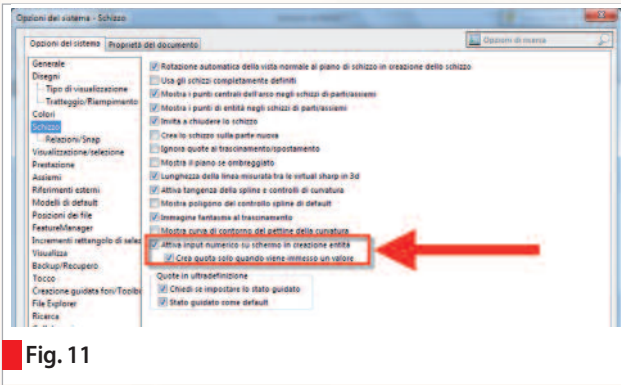 Opzioni del sistema - Schizzo
Opzioni del sistema Proprietà del documento
Opzioni di ricerca
Generale
Disegni
Tipo di visualizzazione
Tratteggio/Riempimento
Colori
Schizzo
Relazioni/Snap
Visualizzazione/selezione
Prestazione
Assiemi
Riferimenti esterni
Modelli di default
Posizioni dei file
FeatureManager
Incrementi rettangolo di selez
Visualizza
Backup/Recupero
Tocco
Creazione guidata fori/Toolbo
File Explorer
Ricerca
Rotazione automatica della vista normale al piano di schizzo in creazione dello schizzo
Usa gli schizzi completamente definiti
Mostra i punti centrali dell'arco negli schizzi di parti/assiemi
Mostra i punti di entità negli schizzi di parti/assiemi
Invita a chiudere lo schizzo
Crea lo schizzo sulla parte nuova
Ignora quote al trascinamento/spostamento
Mostra il piano se ombreggiato
Lunghezza della linea misurata tra le virtual sharp in 3d
Attiva tangenza della spline e controlli di curvatura
Mostra poligono del controllo spline di default
Immagine fantasma al trascinamento
Mostra curva di contorno del pettine della curvatura
Attiva input numerico su schermo in creazione entità
Crea quota solo quando viene immesso un valore
Quote in ultradefinizione
Chiedi se impostare lo stato guidato
Stato guidato come default
Fig. 11